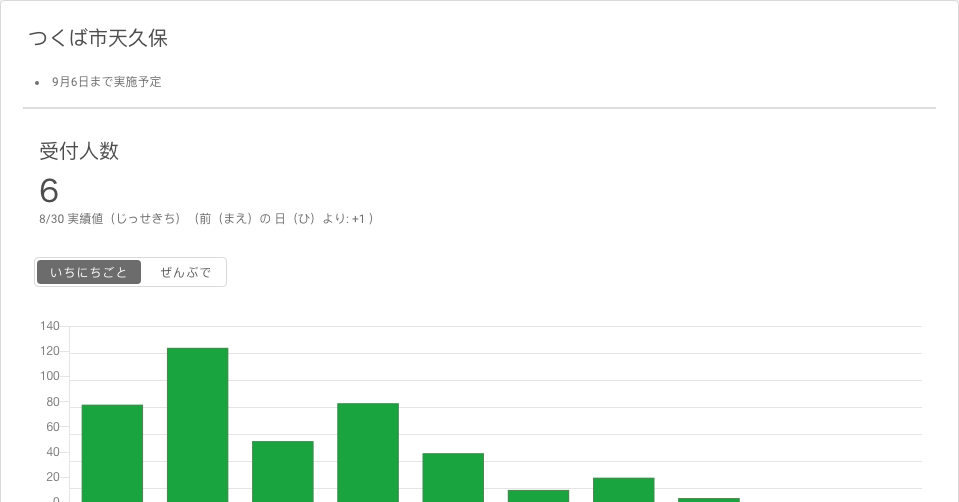 つくば市天久保
• 9月6日まで実施予定
受付人数
6
8/30 実績値（じっせきち）（前（まえ）の 日（ひ）より: +1 ）
いちにちごと ぜんぶで
140
120
100
80
60
40
20
0